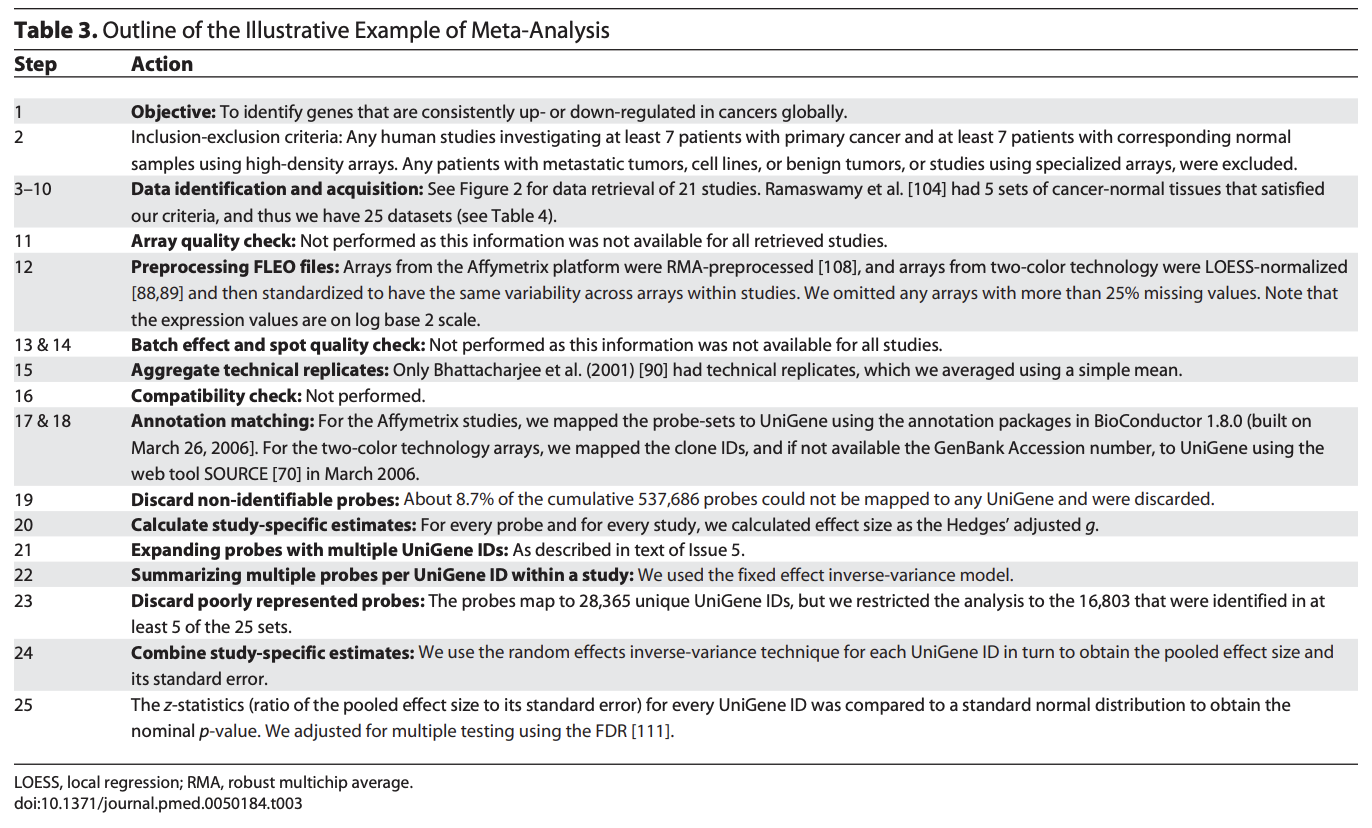 Table 3. Outline of the Illustrative Example of Meta-Analysis
Step Action
1 Objective: To identify genes that are consistently up- or down-regulated in cancers globally.
2 Inclusion-exclusion criteria: Any human studies investigating at least 7 patients with primary cancer and at least 7 patients with corresponding normal
samples using high-density arrays. Any patients with metastatic tumors, cell lines, or benign tumors, or studies using specialized arrays, were excluded.
3–10 Data identification and acquisition: See Figure 2 for data retrieval of 21 studies. Ramaswamy et al. [104] had 5 sets of cancer-normal tissues that satisfied
our criteria, and thus we have 25 datasets (see Table 4).
11 Array quality check: Not performed as this information was not available for all retrieved studies.
12 Preprocessing FLEO files: Arrays from the Affymetrix platform were RMA-preprocessed [108], and arrays from two-color technology were LOESS-normalized
[88,89] and then standardized to have the same variability across arrays within studies. We omitted any arrays with more than 25% missing values. Note that
the expression values are on log base 2 scale.
13 & 14 Batch effect and spot quality check: Not performed as this information was not available for all studies.
15 Aggregate technical replicates: Only Bhattacharjee et al. (2001) [90] had technical replicates, which we averaged using a simple mean.
16 Compatibility check: Not performed.
17 & 18 Annotation matching: For the Affymetrix studies, we mapped the probe-sets to UniGene using the annotation packages in BioConductor 1.8.0 (built on
March 26, 2006]. For the two-color technology arrays, we mapped the clone IDs, and if not available the GenBank Accession number, to UniGene using the
web tool SOURCE [70] in March 2006.
19 Discard non-identifiable probes: About 8.7% of the cumulative 537,686 probes could not be mapped to any UniGene and were discarded.
20 Calculate study-specific estimates: For every probe and for every study, we calculated effect size as the Hedges’ adjusted g.
21 Expanding probes with multiple UniGene IDs: As described in text of Issue 5.
22 Summarizing multiple probes per UniGene ID within a study: We used the fixed effect inverse-variance model.
23 Discard poorly represented probes: The probes map to 28,365 unique UniGene IDs, but we restricted the analysis to the 16,803 that were identified in at
least 5 of the 25 sets.
24 Combine study-specific estimates: We use the random effects inverse-variance technique for each UniGene ID in turn to obtain the pooled effect size and
its standard error.
25 The z-statistics (ratio of the pooled effect size to its standard error) for every UniGene ID was compared to a standard normal distribution to obtain the
nominal p-value. We adjusted for multiple testing using the FDR [111].
LOESS, local regression; RMA, robust multichip average.
doi:10.1371/journal.pmed.0050184.t003